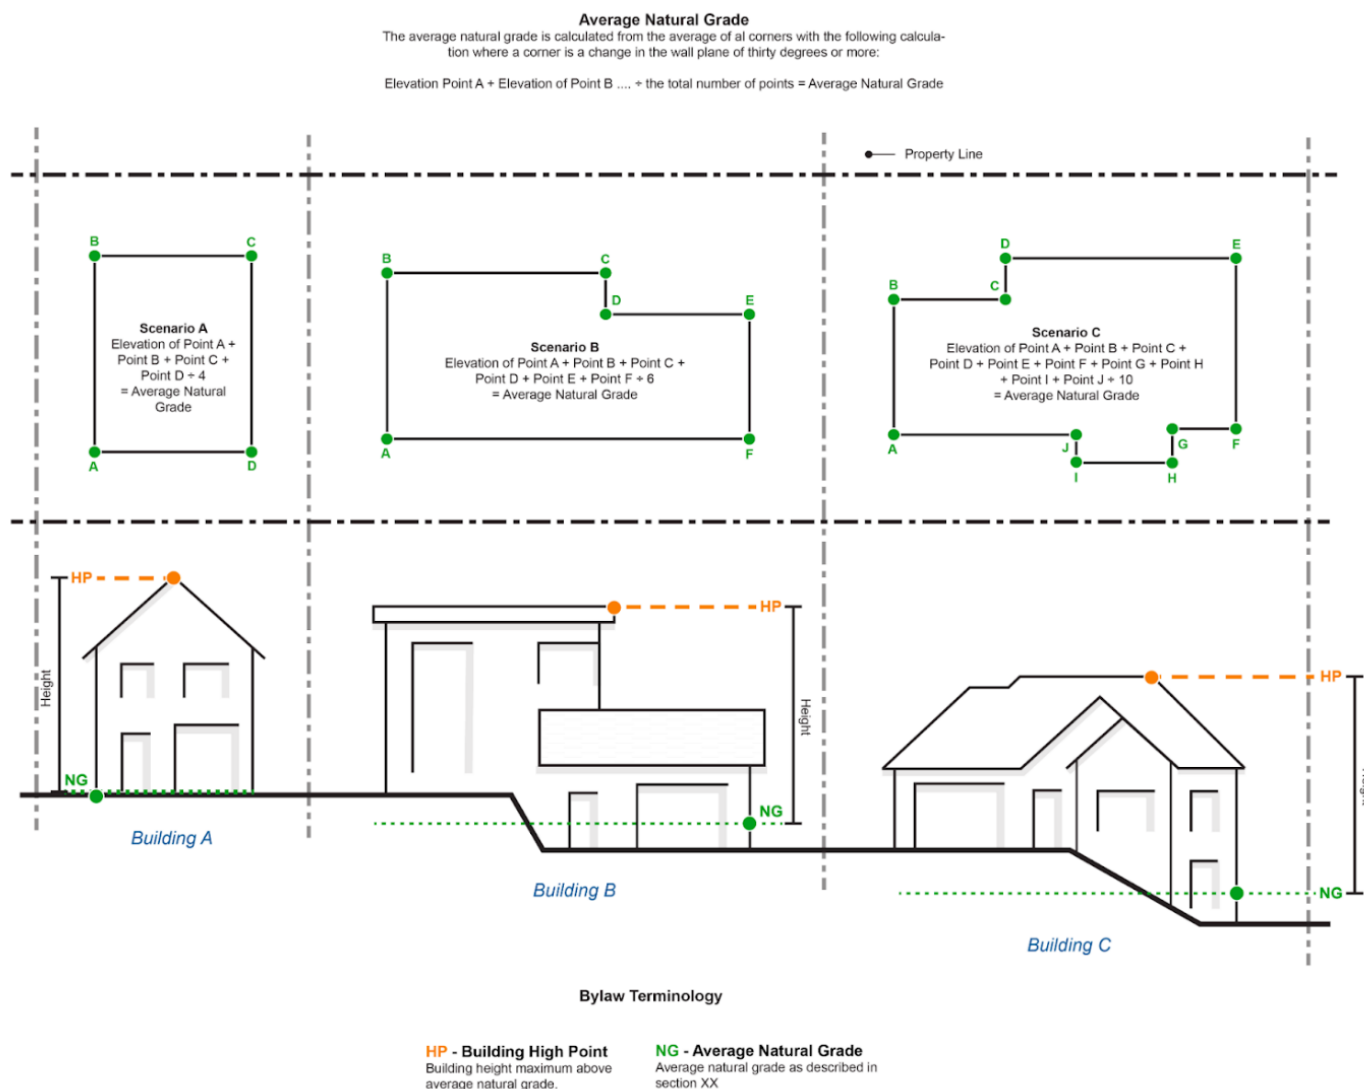 Average Natural Grade
The average natural grade is calculated from the average of al corners with the following calcula-
tion where a corner is a change in the wall plane of thirty degrees or more:
Elevation Point A + Elevation of Point B .... ÷ the total number of points = Average Natural Grade
Property Line
B
C
Scenario A
Elevation of Point A +
Point B + Point C +
Point D ÷ 4
= Average Natural
Grade
A
D
B
C
D
E
Scenario B
Elevation of Point A + Point B + Point C +
Point D + Point E + Point F ÷ 6
= Average Natural Grade
A
F
D
E
B
C
Scenario C
Elevation of Point A + Point B + Point C +
Point D + Point E + Point F + Point G + Point H
+ Point I + Point J ÷ 10
= Average Natural Grade
A
J
G
F
I
H
HP
Height
NG
Building A
HP
Height
NG
Building B
HP
Height
NG
Building C
Bylaw Terminology
HP - Building High Point
Building height maximum above
average natural grade.
NG - Average Natural Grade
Average natural grade as described in
section XX